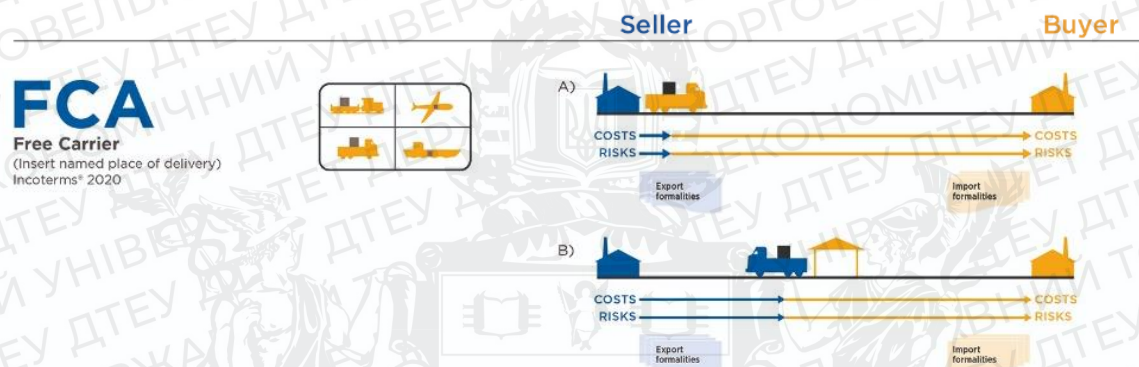 Seller Buyer
FCA
Free Carrier
(Insert named place of delivery)
Incoterms® 2020
A)
COSTS COSTS
RISKS RISKS
Export
formalities
Import
formalities
B)
COSTS COSTS
RISKS RISKS
Export
formalities
Import
formalities